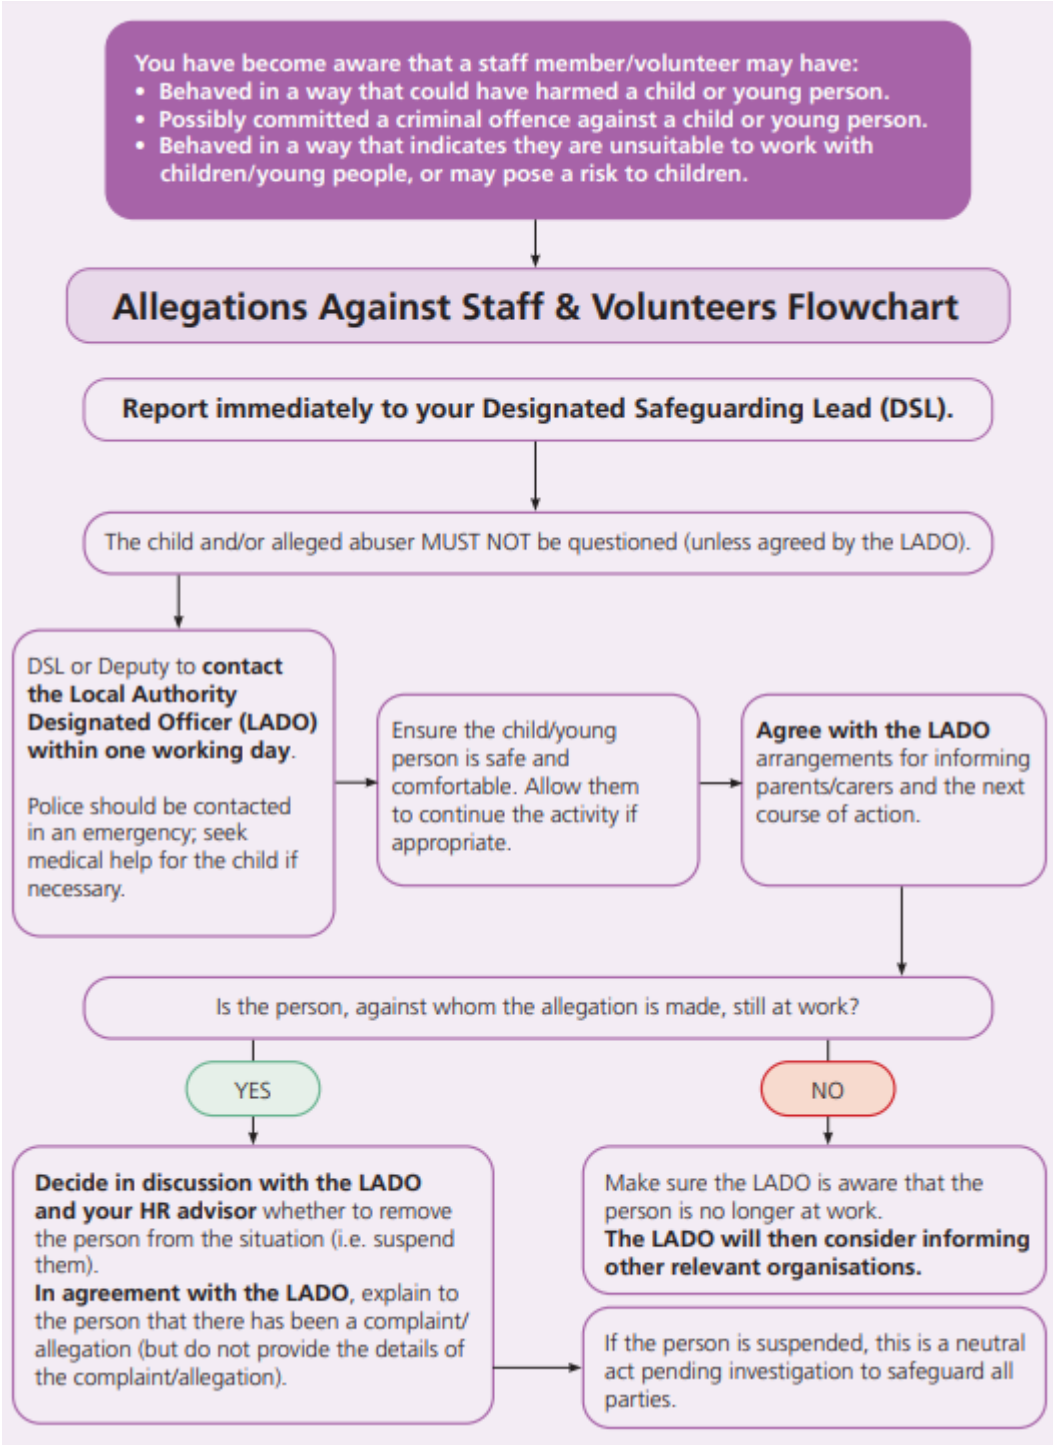 You have become aware that a staff member/volunteer may have:
• Behaved in a way that could have harmed a child or young person.
• Possibly committed a criminal offence against a child or young person.
• Behaved in a way that indicates they are unsuitable to work with
children/young people, or may pose a risk to children.
Allegations Against Staff & Volunteers Flowchart
Report immediately to your Designated Safeguarding Lead (DSL).
The child and/or alleged abuser MUST NOT be questioned (unless agreed by the LADO).
DSL or Deputy to contact
the Local Authority
Designated Officer (LADO)
within one working day.
Police should be contacted
in an emergency; seek
medical help for the child if
necessary.
Ensure the child/young
person is safe and
comfortable. Allow them
to continue the activity if
appropriate.
Agree with the LADO
arrangements for informing
parents/carers and the next
course of action.
Is the person, against whom the allegation is made, still at work?
YES
NO
Decide in discussion with the LADO
and your HR advisor whether to remove
the person from the situation (i.e. suspend
them).
In agreement with the LADO, explain to
the person that there has been a complaint/
allegation (but do not provide the details of
the complaint/allegation).
Make sure the LADO is aware that the
person is no longer at work.
The LADO will then consider informing
other relevant organisations.
If the person is suspended, this is a neutral
act pending investigation to safeguard all
parties.